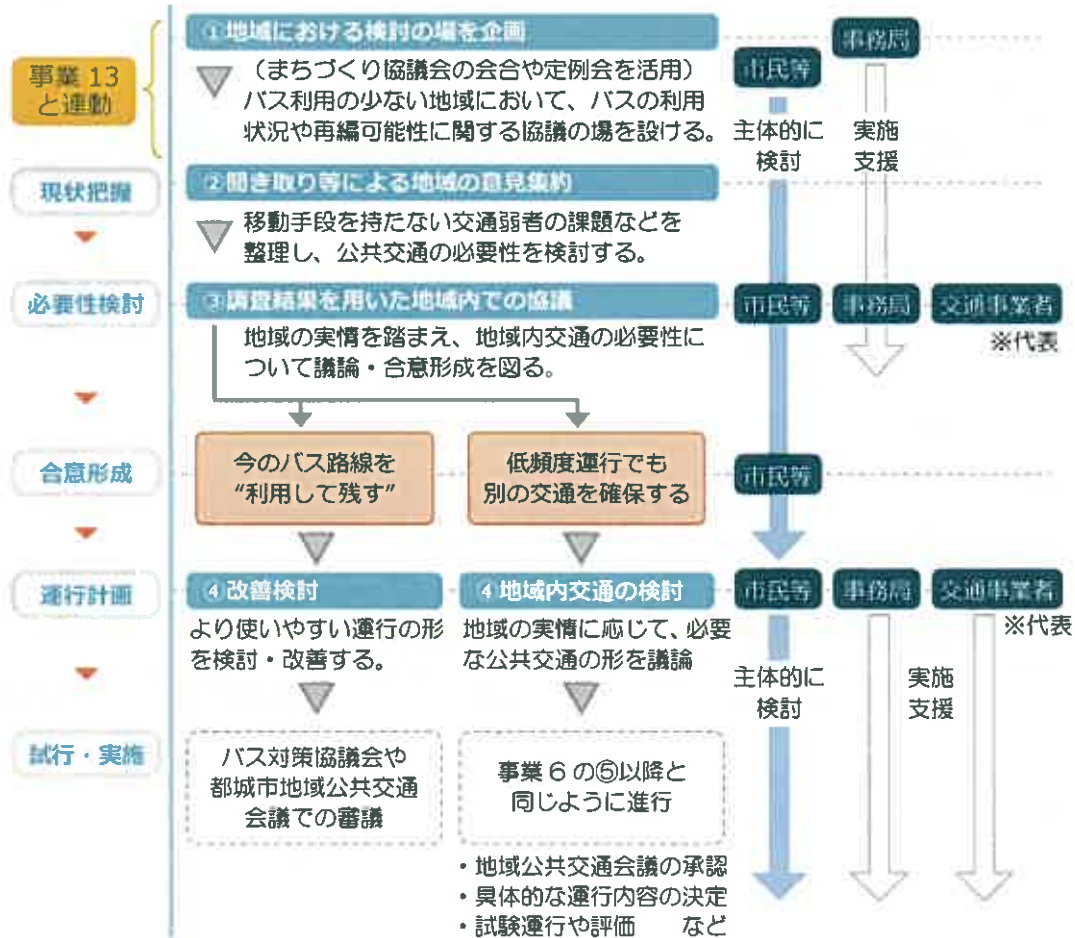 ①地域における検討の場を企画
事務局
市民等
事業13
と連動
（まちづくり協議会の会合や定例会を活用）
バス利用の少ない地域において、バスの利用
状況や再編可能性に関する協議の場を設ける。
主体的に
検討
実施
支援
現状把握
②聞き取り等による地域の意見集約
移動手段を持たない交通弱者の課題などを
整理し、公共交通の必要性を検討する。
必要性検討
③調査結果を用いた地域内での協議
市民等
事務局
交通事業者
※代表
地域の実情を踏まえ、地域内交通の必要性に
ついて議論・合意形成を図る。
合意形成
今のバス路線を
“利用して残す”
低頻度運行でも
別の交通を確保する
市民等
運行計画
④改善検討
④地域内交通の検討
市民等
事務局
交通事業者
※代表
より使いやすい運行の形
を検討・改善する。
地域の実情に応じて、必要
な公共交通の形を議論
主体的に
検討
実施
支援
試行・実施
バス対策協議会や
都城市地域公共交通
会議での審議
事業６の⑤以降と
同じように進行
・地域公共交通会議の承認
・具体的な運行内容の決定
・試験運行や評価　など